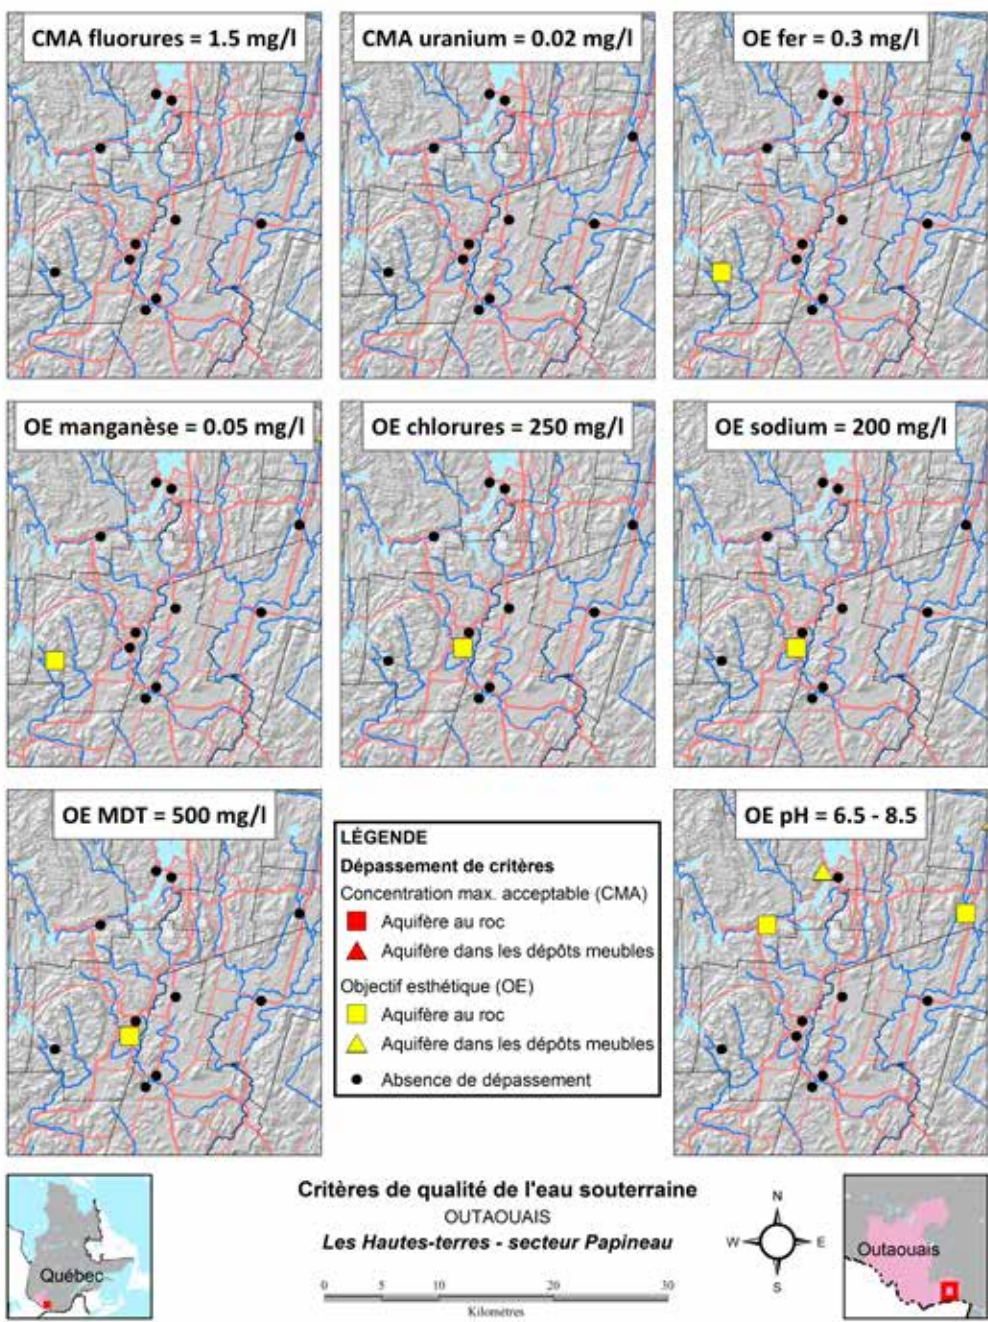 CMA fluorures = 1.5 mg/l
CMA uranium = 0.02 mg/l
OE fer = 0.3 mg/l
OE manganèse = 0.05 mg/l
OE chlorures = 250 mg/l
OE sodium = 200 mg/l
OE MDT = 500 mg/l
OE pH = 6.5 - 8.5
LÉGENDE
Dépassement de critères
Concentration max. acceptable (CMA)
Aquifère au roc
Aquifère dans les dépôts meubles
Objectif esthétique (OE)
Aquifère au roc
Aquifère dans les dépôts meubles
Absence de dépassement
Québec
Critères de qualité de l'eau souterraine
OUTAOUAIS
Les Hautes-terres - secteur Papineau
0 5 10 20 30
Kilomètres
N
W E
S
Outaouais